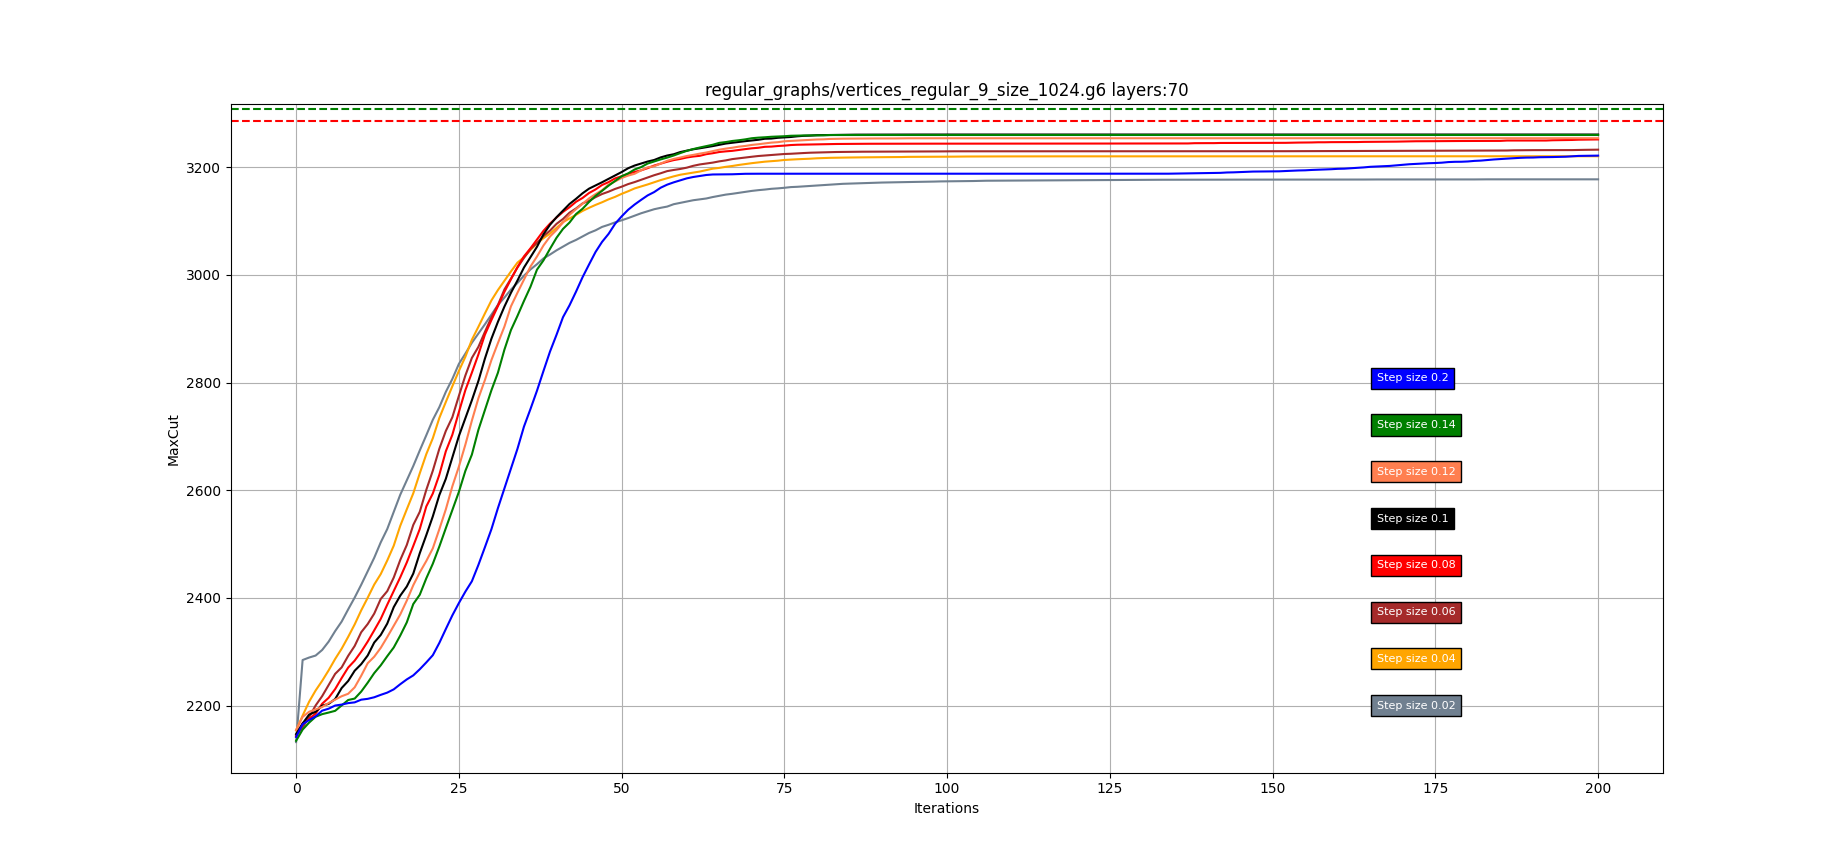 regular_graphs/vertices_regular_9_size_1024.g6 layers:70
MaxCut
3200
3000
2800
2600
2400
2200
Step size 0.2
Step size 0.14
Step size 0.12
Step size 0.1
Step size 0.08
Step size 0.06
Step size 0.04
Step size 0.02
0 25 50 75 100 125 150 175 200
Iterations